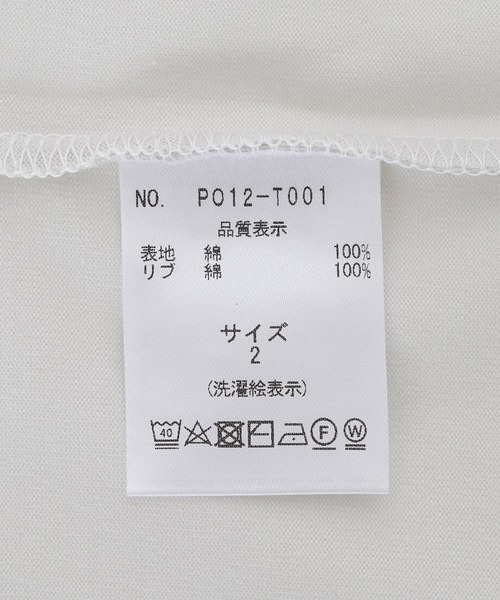 NO. PO12-T001
品質表示
表地 綿 100%
リブ 綿 100%
サイズ
2
(洗濯絵表示)
40 F W